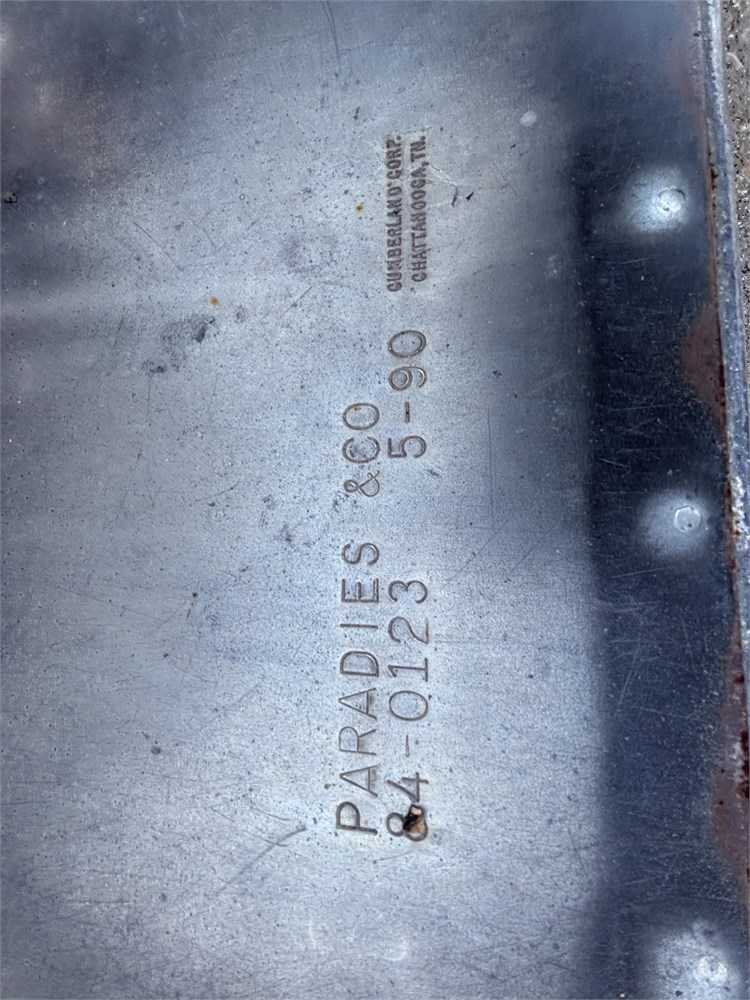 PARADIES &CO
84-0123 5-90
CUMBERLAND CORP.
CHATTANOOGA, TN.